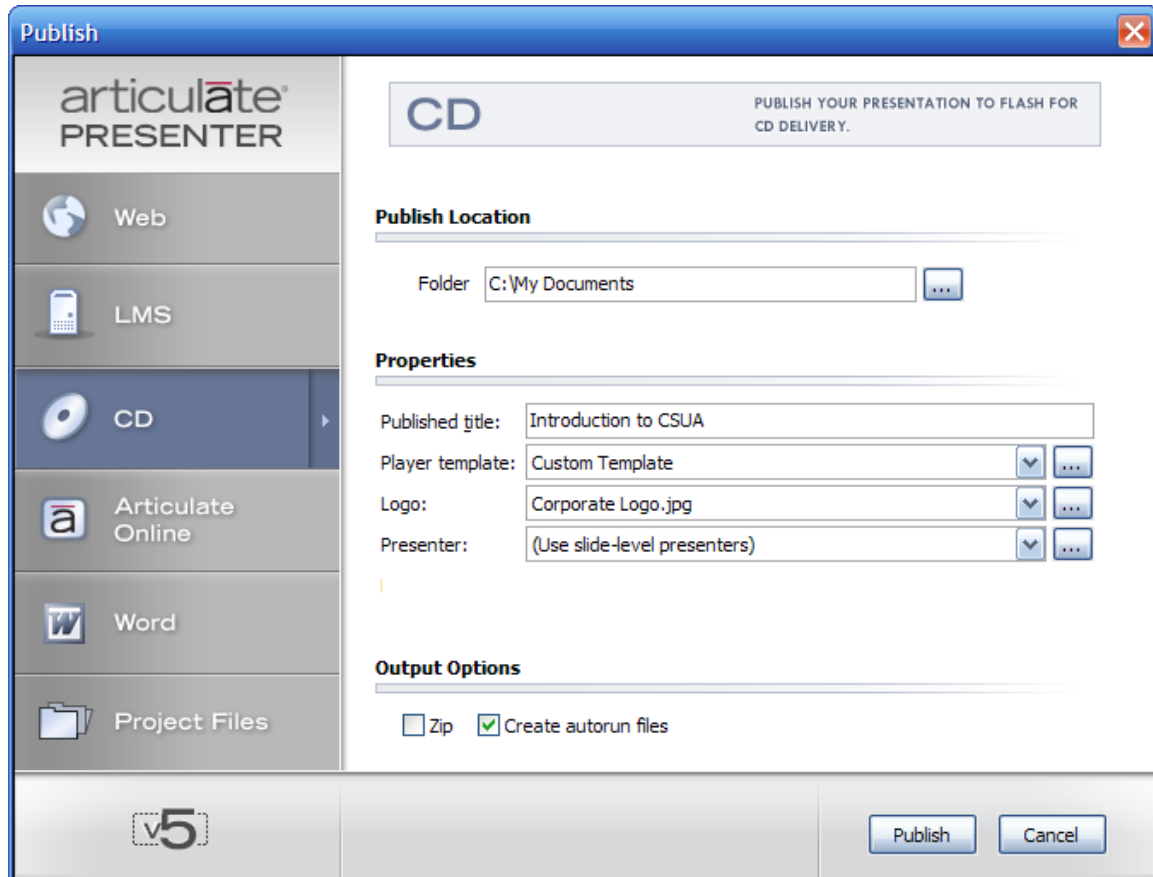 Publish
articulate®
PRESENTER
Web
LMS
CD
Articulate
Online
Word
Project Files
v5
CD
PUBLISH YOUR PRESENTATION TO FLASH FOR
CD DELIVERY.
Publish Location
Folder C:\My Documents ...
Properties
Published title: Introduction to CSUA
Player template: Custom Template ...
Logo: Corporate Logo.jpg ...
Presenter: (Use slide-level presenters) ...
Output Options
Zip Create autorun files
Publish Cancel